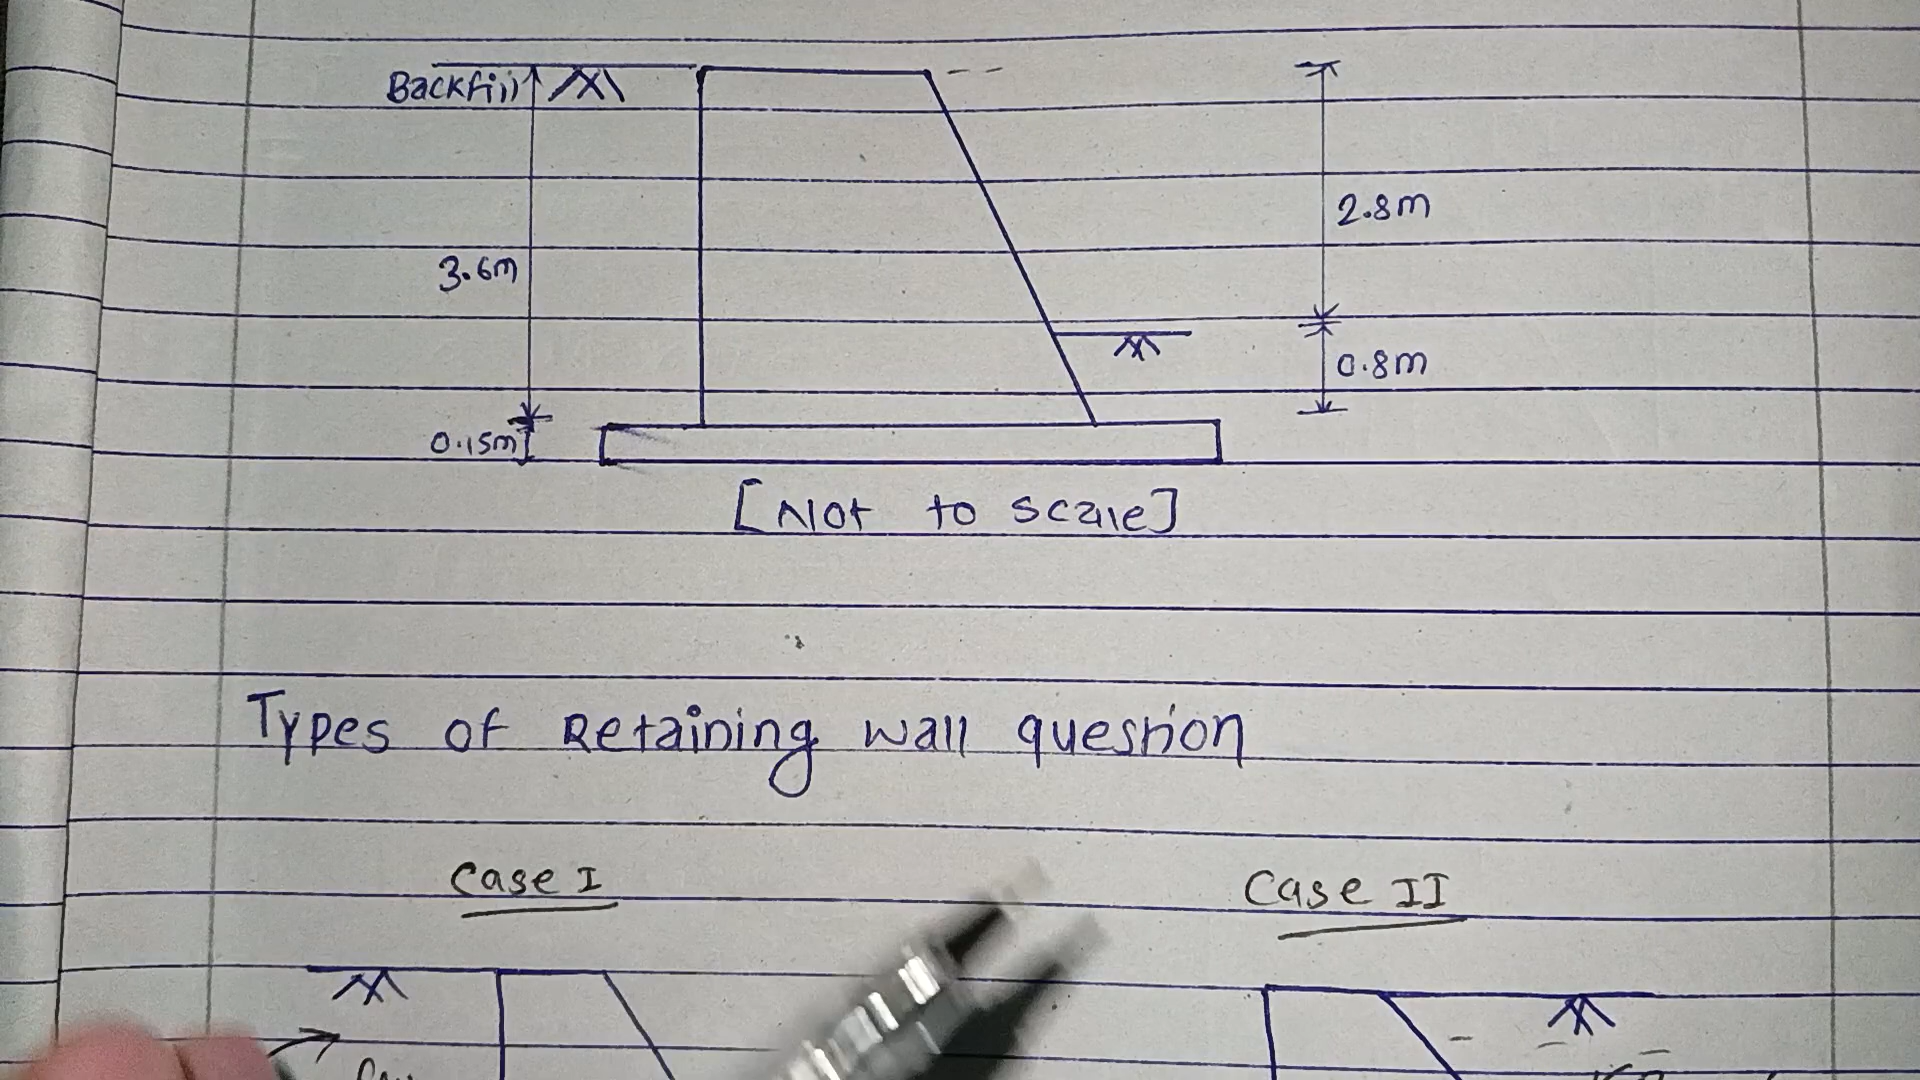 Backfill
2.8m
3.6m
0.8m
0.15m
[Not to scale]
Types of Retaining wall question
Case I
Case II